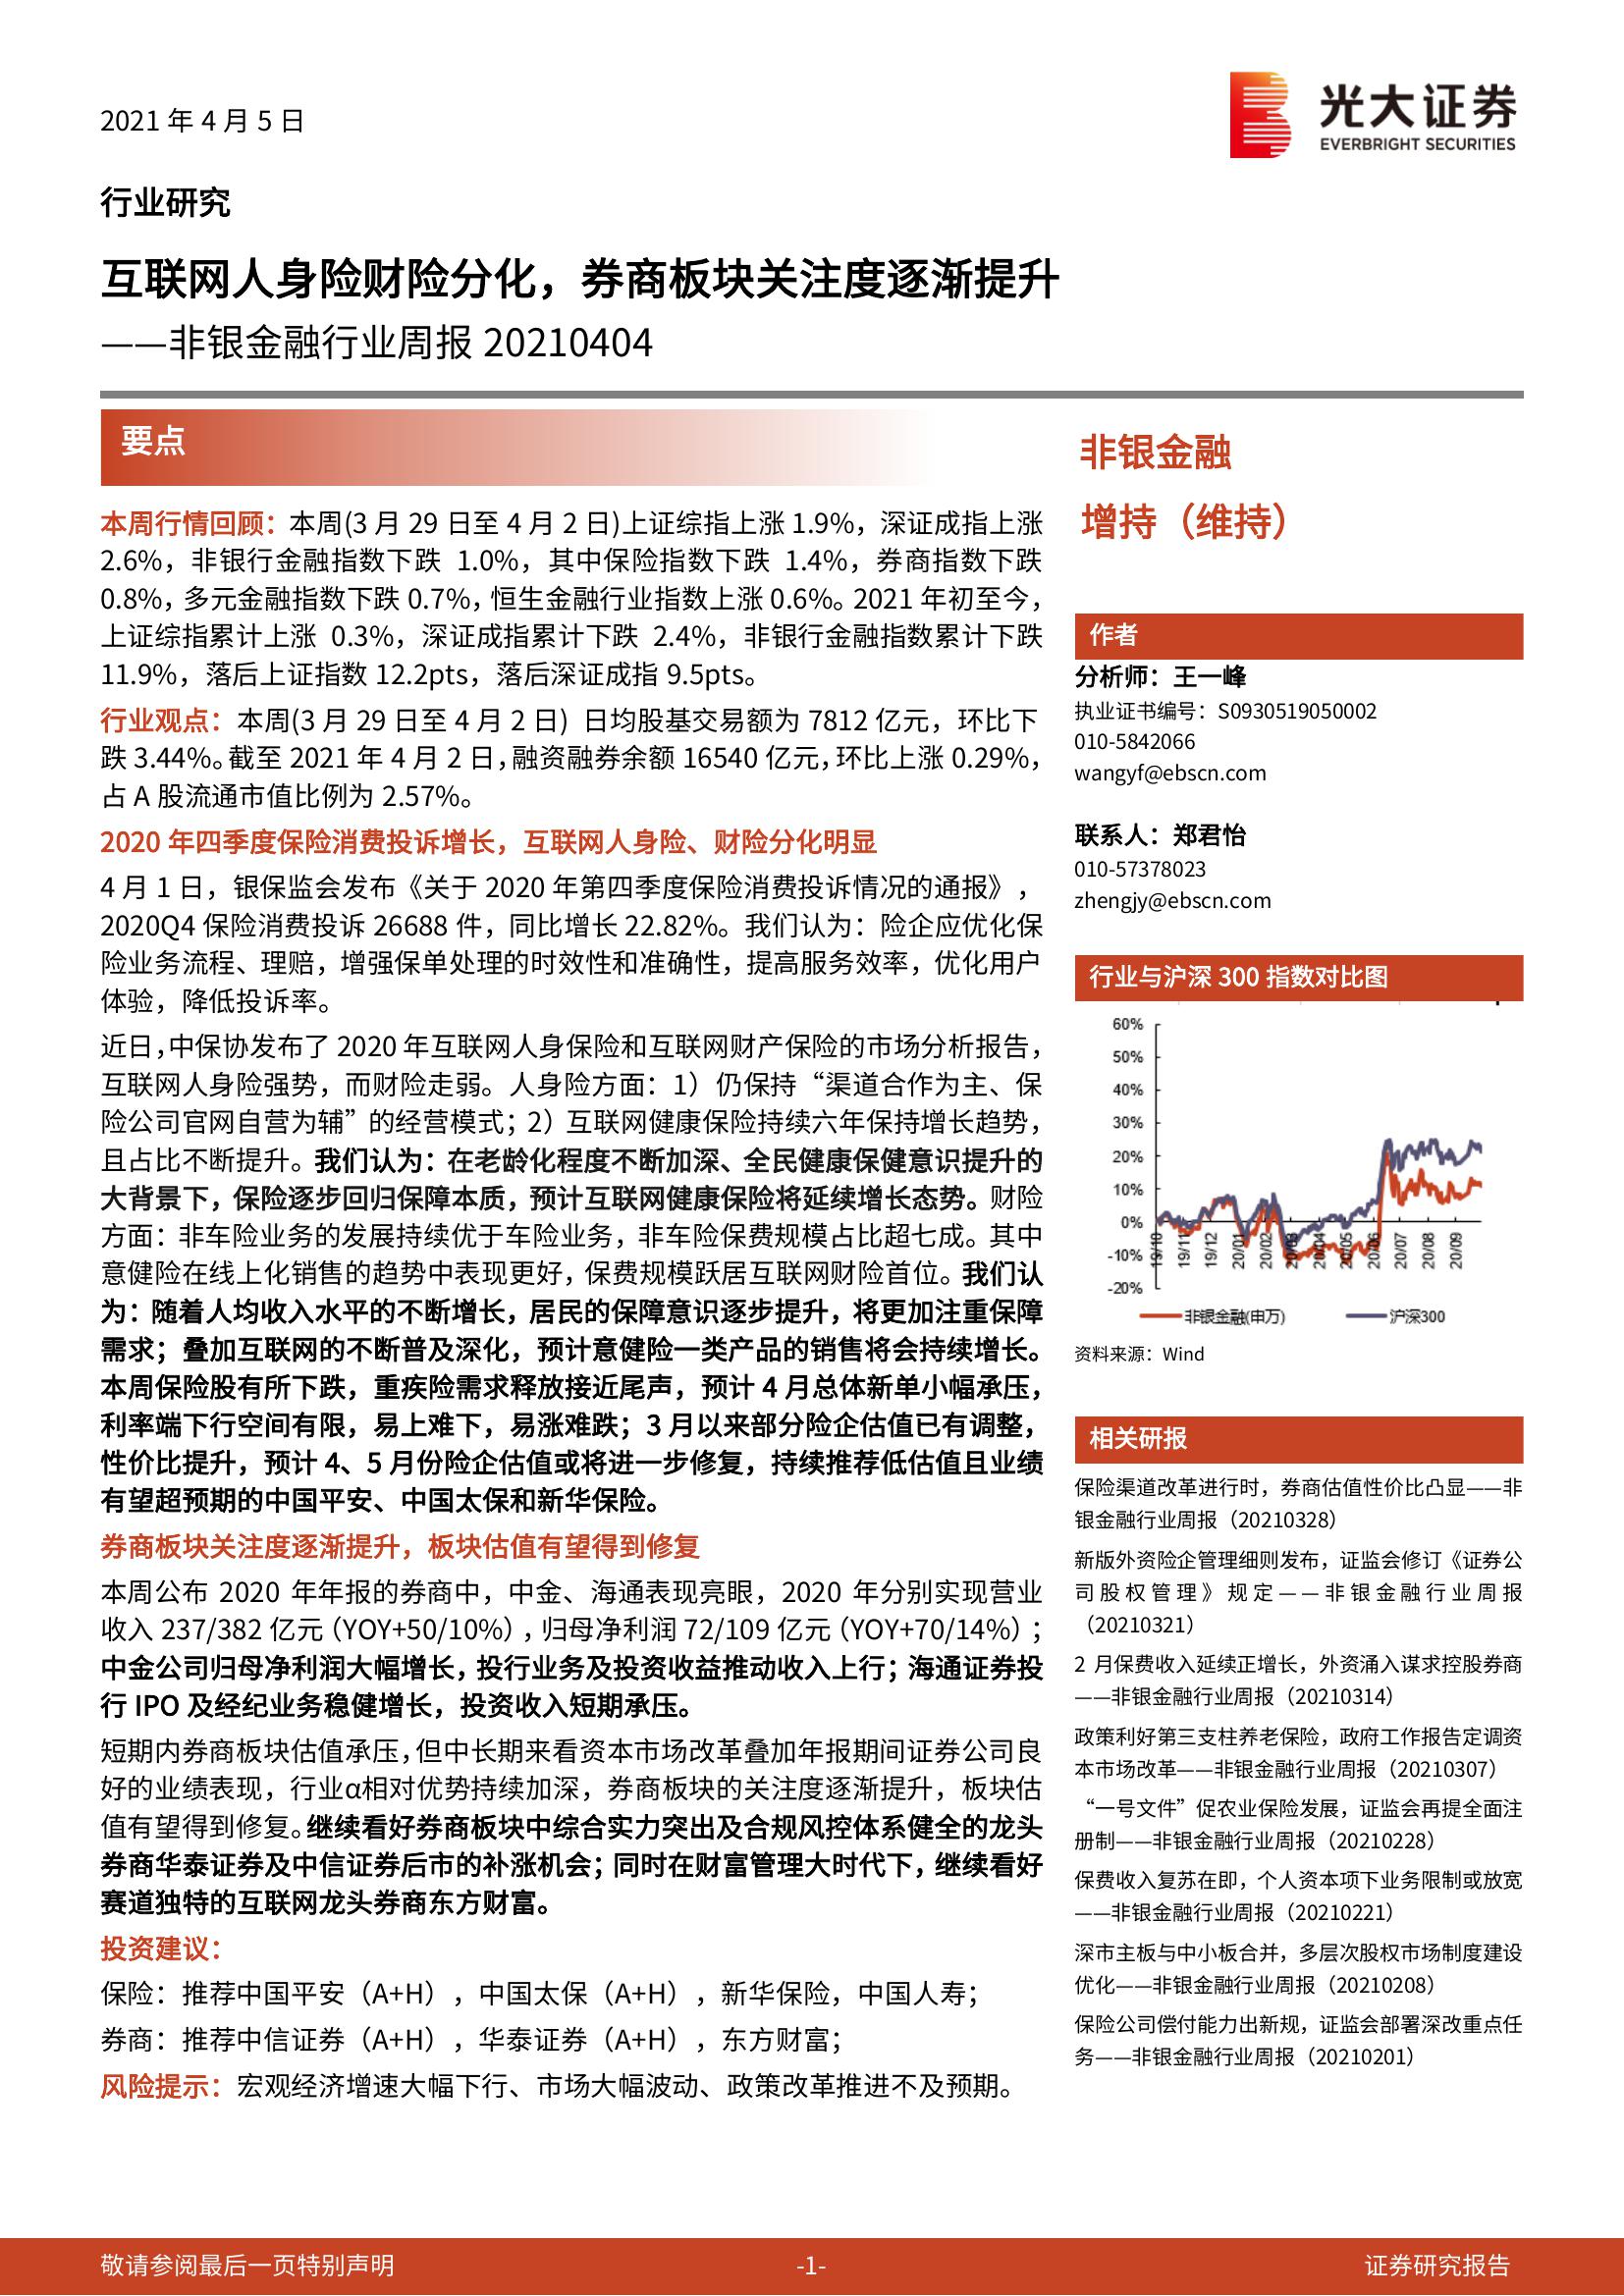 2021 年 4 月 5 日
光大证券
EVERBRIGHT SECURITIES
行业研究
互联网人身险财险分化，券商板块关注度逐渐提升
——非银金融行业周报 20210404
要点
本周行情回顾：本周(3 月 29 日至 4 月 2 日)上证综指上涨 1.9%，深证成指上涨
2.6%，非银行金融指数下跌 1.0%，其中保险指数下跌 1.4%，券商指数下跌
0.8%，多元金融指数下跌 0.7%，恒生金融行业指数上涨 0.6%。2021 年初至今，
上证综指累计上涨 0.3%，深证成指累计下跌 2.4%，非银行金融指数累计下跌
11.9%，落后上证指数 12.2pts，落后深证成指 9.5pts。
行业观点：本周(3 月 29 日至 4 月 2 日) 日均股基交易额为 7812 亿元，环比下
跌 3.44%。截至 2021 年 4 月 2 日，融资融券余额 16540 亿元，环比上涨 0.29%，
占 A 股流通市值比例为 2.57%。
2020 年四季度保险消费投诉增长，互联网人身险、财险分化明显
4 月 1 日，银保监会发布《关于 2020 年第四季度保险消费投诉情况的通报》，
2020Q4 保险消费投诉 26688 件，同比增长 22.82%。我们认为：险企应优化保
险业务流程、理赔，增强保单处理的时效性和准确性，提高服务效率，优化用户
体验，降低投诉率。
近日，中保协发布了 2020 年互联网人身保险和互联网财产保险的市场分析报告，
互联网人身险强势，而财险走弱。人身险方面：1）仍保持“渠道合作为主、保
险公司官网自营为辅”的经营模式；2）互联网健康保险持续六年保持增长趋势，
且占比不断提升。我们认为：在老龄化程度不断加深、全民健康保健意识提升的
大背景下，保险逐步回归保障本质，预计互联网健康保险将延续增长态势。财险
方面：非车险业务的发展持续优于车险业务，非车险保费规模占比超七成。其中
意健险在线上化销售的趋势中表现更好，保费规模跃居互联网财险首位。我们认
为：随着人均收入水平的不断增长，居民的保障意识逐步提升，将更加注重保障
需求；叠加互联网的不断普及深化，预计意健险一类产品的销售将会持续增长。
本周保险股有所下跌，重疾险需求释放接近尾声，预计 4 月总体新单小幅承压，
利率端下行空间有限，易上难下，易涨难跌；3 月以来部分险企估值已有调整，
性价比提升，预计 4、5 月份险企估值或将进一步修复，持续推荐低估值且业绩
有望超预期的中国平安、中国太保和新华保险。
券商板块关注度逐渐提升，板块估值有望得到修复
本周公布 2020 年年报的券商中，中金、海通表现亮眼，2020 年分别实现营业
收入 237/382 亿元（YOY+50/10%），归母净利润 72/109 亿元（YOY+70/14%）；
中金公司归母净利润大幅增长，投行业务及投资收益推动收入上行；海通证券投
行 IPO 及经纪业务稳健增长，投资收入短期承压。
短期内券商板块估值承压，但中长期来看资本市场改革叠加年报期间证券公司良
好的业绩表现，行业α相对优势持续加深，券商板块的关注度逐渐提升，板块估
值有望得到修复。继续看好券商板块中综合实力突出及合规风控体系健全的龙头
券商华泰证券及中信证券后市的补涨机会；同时在财富管理大时代下，继续看好
赛道独特的互联网龙头券商东方财富。
投资建议：
保险：推荐中国平安（A+H），中国太保（A+H），新华保险，中国人寿；
券商：推荐中信证券（A+H），华泰证券（A+H），东方财富；
风险提示：宏观经济增速大幅下行、市场大幅波动、政策改革推进不及预期。
非银金融
增持（维持）
作者
分析师：王一峰
执业证书编号：S0930519050002
010-5842066
wangyf@ebscn.com
联系人：郑君怡
010-57378023
zhengjy@ebscn.com
行业与沪深 300 指数对比图
60%
50%
40%
30%
20%
10%
0%
-10%
-20%
19/10
19/11
19/12
20/01
20/02
20/03
20/04
20/05
20/06
20/07
20/08
20/09
非银金融(申万)
沪深300
资料来源：Wind
相关研报
保险渠道改革进行时，券商估值性价比凸显——非
银金融行业周报（20210328）
新版外资险企管理细则发布，证监会修订《证券公
司股权管理》规定——非银金融行业周报
（20210321）
2 月保费收入延续正增长，外资涌入谋求控股券商
——非银金融行业周报（20210314）
政策利好第三支柱养老保险，政府工作报告定调资
本市场改革——非银金融行业周报（20210307）
“一号文件”促农业保险发展，证监会再提全面注
册制——非银金融行业周报（20210228）
保费收入复苏在即，个人资本项下业务限制或放宽
——非银金融行业周报（20210221）
深市主板与中小板合并，多层次股权市场制度建设
优化——非银金融行业周报（20210208）
保险公司偿付能力出新规，证监会部署深改重点任
务——非银金融行业周报（20210201）
敬请参阅最后一页特别声明
-1-
证券研究报告